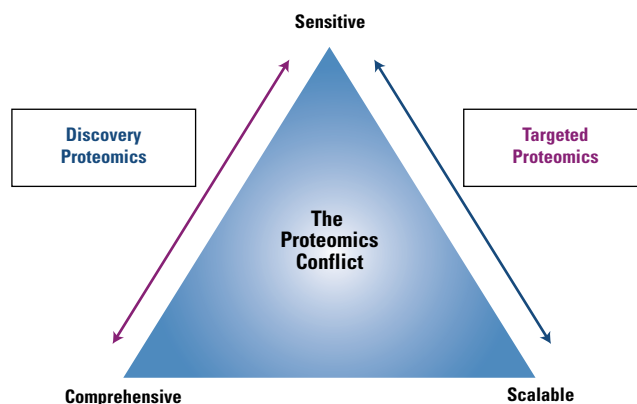 Sensitive
Discovery
Proteomics
Targeted
Proteomics
The
Proteomics
Conflict
Comprehensive
Scalable